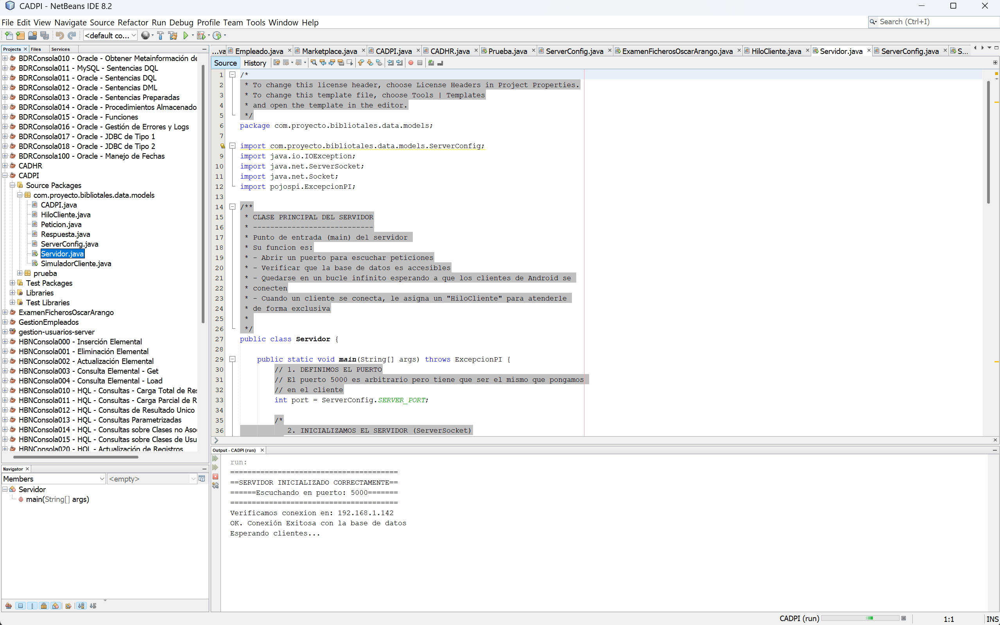 CADPI - NetBeans IDE 8.2
File Edit View Navigate Source Refactor Run Debug Profile Team Tools Window Help
Search (Ctrl+I)
<default co...
Projects Files Services
BDRConsola010 - Oracle - Obtener Metainformación de
BDRConsola011 - MySQL - Sentencias DQL
BDRConsola011 - Oracle - Sentencias DQL
BDRConsola012 - Oracle - Sentencias DML
BDRConsola013 - Oracle - Sentencias Preparadas
BDRConsola014 - Oracle - Procedimientos Almacenado
BDRConsola015 - Oracle - Funciones
BDRConsola016 - Oracle - Gestión de Errores y Logs
BDRConsola017 - Oracle - JDBC de Tipo 1
BDRConsola018 - Oracle - JDBC de Tipo 2
BDRConsola100 - Oracle - Manejo de Fechas
CADHR
CADPI
Source Packages
com.proyecto.bibliotales.data.models
CADPI.java
HiloCliente.java
Peticion.java
Respuesta.java
ServerConfig.java
Servidor.java
SimuladorCliente.java
prueba
Test Packages
Libraries
Test Libraries
ExamenFicherosOscarArango
GestionEmpleados
gestion-usuarios-server
HBNConsola000 - Inserción Elemental
HBNConsola001 - Eliminación Elemental
HBNConsola002 - Actualización Elemental
HBNConsola003 - Consulta Elemental - Get
HBNConsola004 - Consulta Elemental - Load
HBNConsola010 - HQL - Consultas - Carga Total de Re
HBNConsola011 - HQL - Consultas - Carga Parcial de R
HBNConsola012 - HQL - Consultas de Resultado Unico
HBNConsola013 - HQL - Consultas Parametrizadas
HBNConsola014 - HQL - Consultas sobre Clases no Aso
HBNConsola015 - HQL - Consultas sobre Clases de Usu
HBNConsola020 - HQL - Actualización de Registros
Navigator
Members <empty>
Servidor
main(String[] args)
...va Empleado.java Marketplace.java CADPI.java CADHR.java Prueba.java ServerConfig.java ExamenFicherosOscarArango.java HiloCliente.java Servidor.java ServerConfig.java S...
Source History
1 /*
2 * To change this license header, choose License Headers in Project Properties.
3 * To change this template file, choose Tools | Templates
4 * and open the template in the editor.
5 */
6 package com.proyecto.bibliotales.data.models;
7
import com.proyecto.bibliotales.data.models.ServerConfig;
9 import java.io.IOException;
10 import java.net.ServerSocket;
11 import java.net.Socket;
12 import pojospi.ExcepcionPI;
13
14 /**
15 * CLASE PRINCIPAL DEL SERVIDOR
16 * ----------------------------
17 * Punto de entrada (main) del servidor
18 * Su funcion es:
19 * - Abrir un puerto para escuchar peticiones
20 * - Verificar que la base de datos es accesibles
21 * - Quedarse en un bucle infinito esperando a que los clientes de Android se
22 * conecten
23 * - Cuando un cliente se conecta, le asigna un "HiloCliente" para atenderle
24 * de forma exclusiva
25 *
26 */
27 public class Servidor {
28
29 public static void main(String[] args) throws ExcepcionPI {
30 // 1. DEFINIMOS EL PUERTO
31 // El puerto 5000 es arbitrario pero tiene que ser el mismo que pongamos
32 // en el cliente
33 int port = ServerConfig.SERVER_PORT;
34
35 /*
36 2. INICIALIZAMOS EL SERVIDOR (ServerSocket)
Output - CADPI (run)
run:
=======================================
==SERVIDOR INICIALIZADO CORRECTAMENTE==
======Escuchando en puerto: 5000=======
=======================================
Verificamos conexion en: 192.168.1.142
OK. Conexión Exitosa con la base de datos
Esperando clientes...
CADPI (run) 1:1 INS